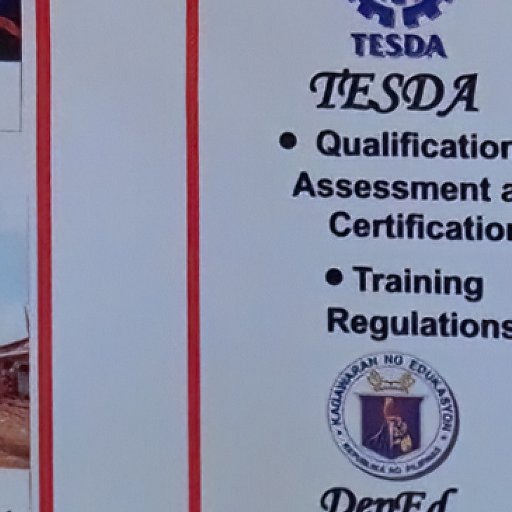 TESDA
TESDA
• Qualification
Assessment a
Certification
• Training
Regulations
KAGAWARAN NG EDUKASYON
REPUBLIKA NG PILIPINAS
DepEd